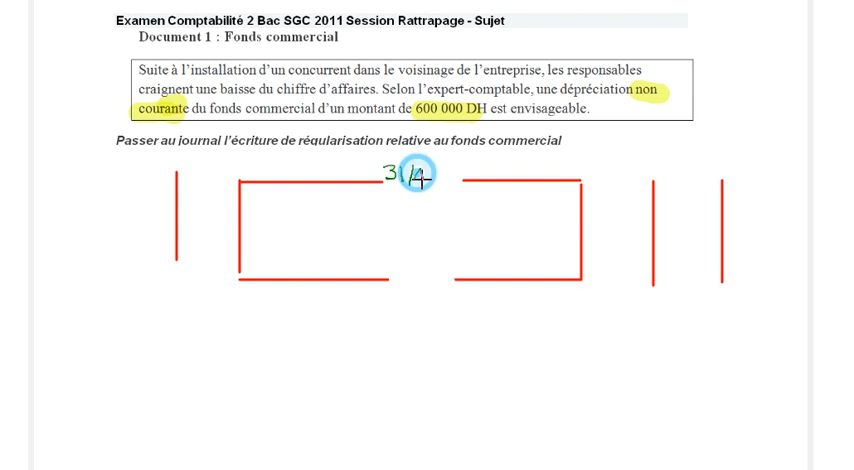 Examen Comptabilité 2 Bac SGC 2011 Session Rattrapage - Sujet
Document 1 : Fonds commercial
Suite à l'installation d'un concurrent dans le voisinage de l'entreprise, les responsables
craignent une baisse du chiffre d'affaires. Selon l'expert-comptable, une dépréciation non
courante du fonds commercial d'un montant de 600 000 DH est envisageable.
Passer au journal l'écriture de régularisation relative au fonds commercial
31/